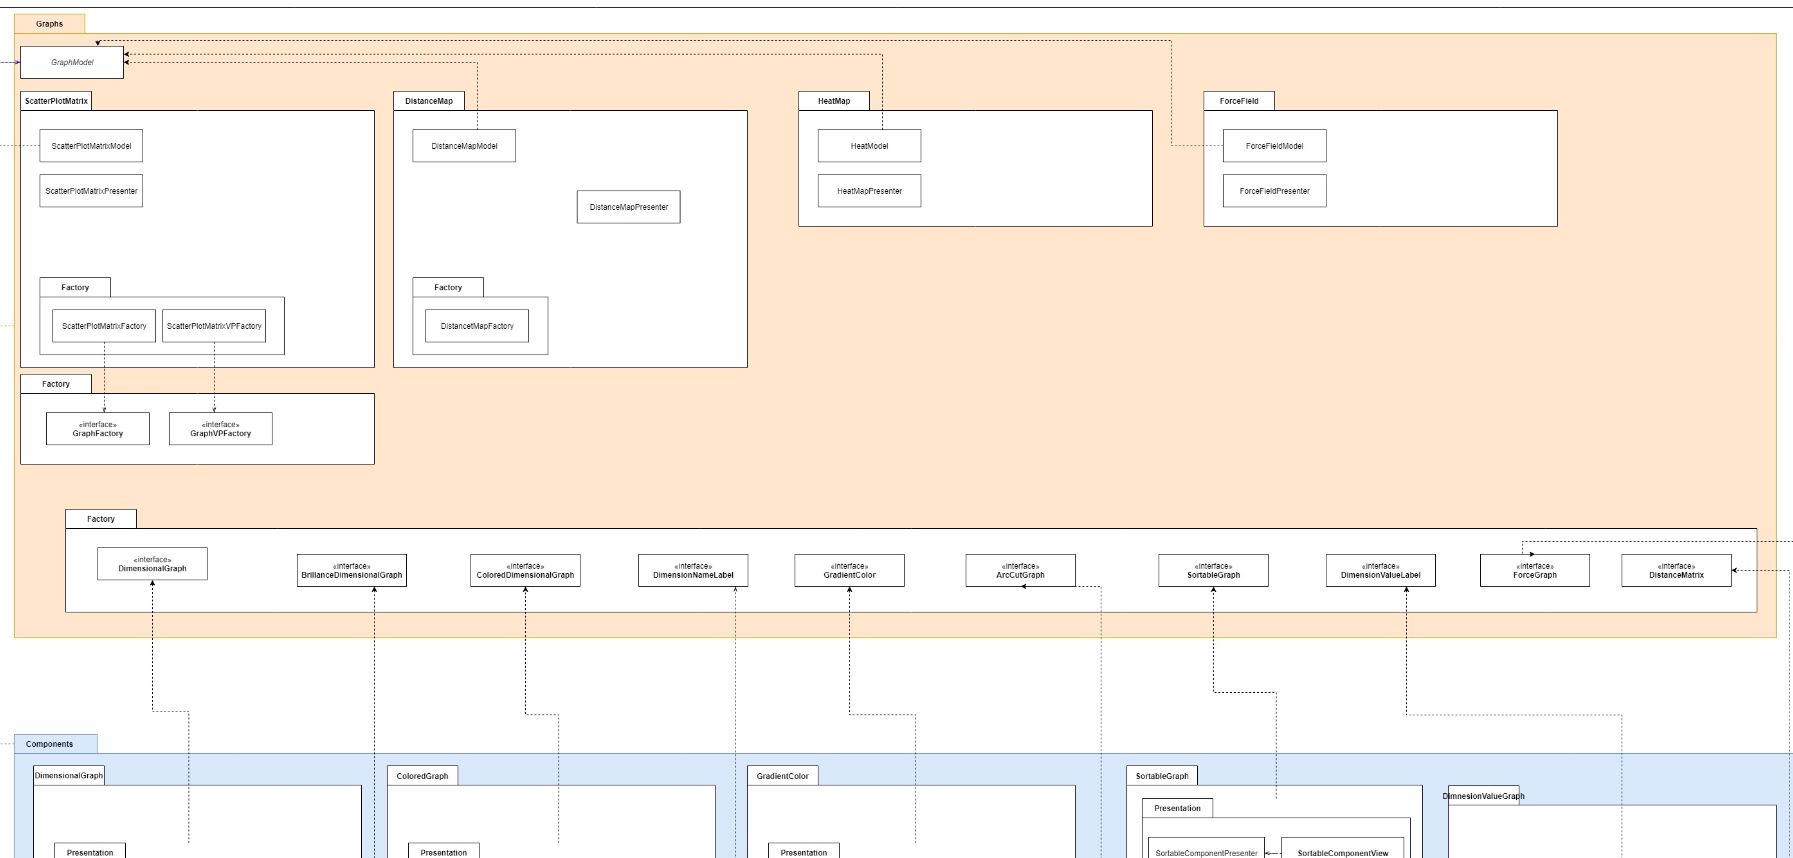 Graphs
GraphModel
ScatterPlotMatrix
DistanceMap
HeatMap
ForceField
ScatterPlotMatrixModel
DistanceMapModel
HeatModel
ForceFieldModel
ScatterPlotMatrixPresenter
DistanceMapPresenter
HeatMapPresenter
ForceFieldPresenter
Factory
Factory
ScatterPlotMatrixFactory
ScatterPlotMatrixVPFactory
DistancetMapFactory
Factory
«interface»
GraphFactory
«interface»
GraphVPFactory
Factory
«interface»
DimensionalGraph
«interface»
BrillanceDimensionalGraph
«interface»
ColoredDimensionalGraph
«interface»
DimensionNameLabel
«interface»
GradientColor
«interface»
ArcCutGraph
«interface»
SortableGraph
«interface»
DimensionValueLabel
«interface»
ForceGraph
«interface»
DistanceMatrix
Components
DimensionalGraph
ColoredGraph
GradientColor
SortableGraph
DimnesionValueGraph
Presentation
Presentation
Presentation
Presentation
SortableComponentPresenter
SortableComponentView